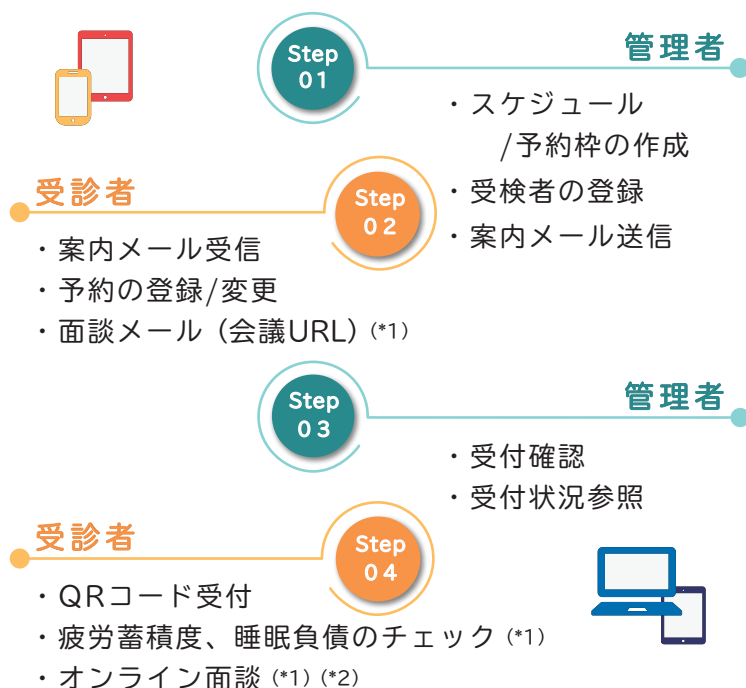 Step
01
管理者
・スケジュール
/予約枠の作成
・受検者の登録
・案内メール送信
受診者
Step
02
・案内メール受信
・予約の登録/変更
・面談メール（会議URL）(*1)
Step
03
管理者
・受付確認
・受付状況参照
受診者
Step
04
・QRコード受付
・疲労蓄積度、睡眠負債のチェック (*1)
・オンライン面談 (*1) (*2)